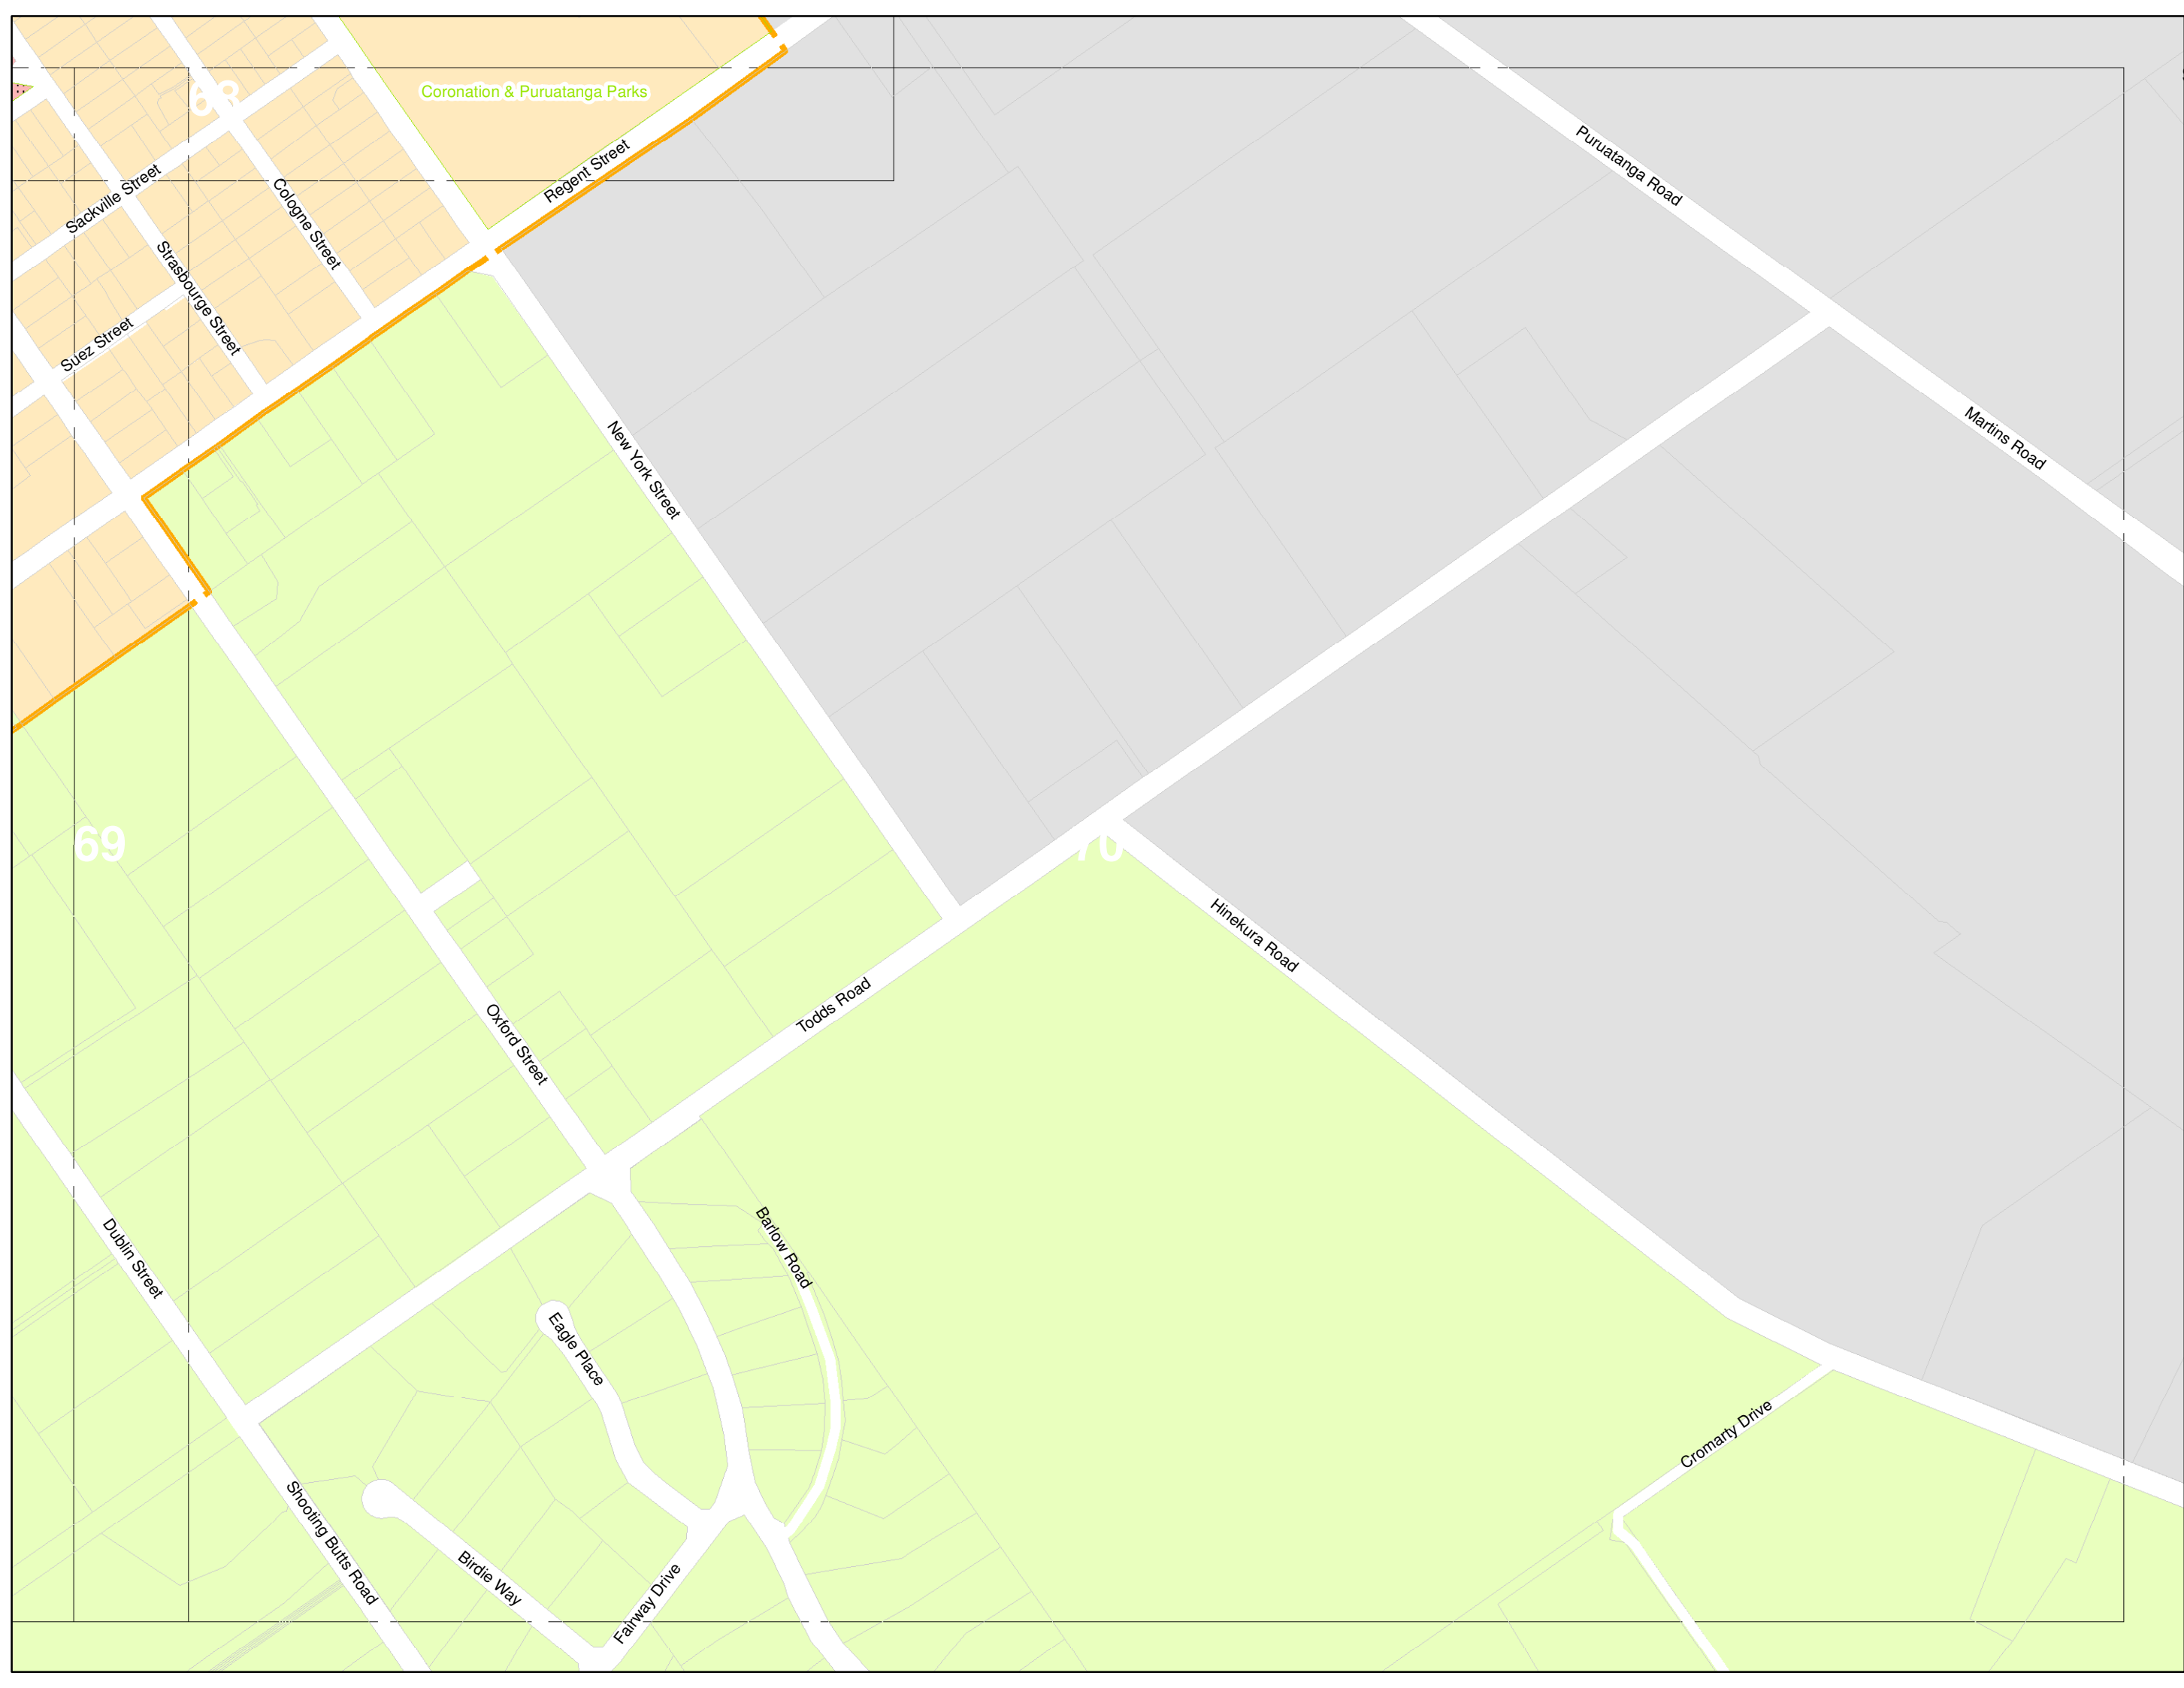 68
Coronation & Puruatanga Parks
Regent Street
Puruatanga Road
Sackville Street
Cologne Street
Strasbourge Street
Suez Street
New York Street
Martins Road
69
70
Hinekura Road
Todds Road
Oxford Street
Dublin Street
Barlow Road
Eagle Place
Cromarty Drive
Shooting Butts Road
Birdie Way
Fairway Drive